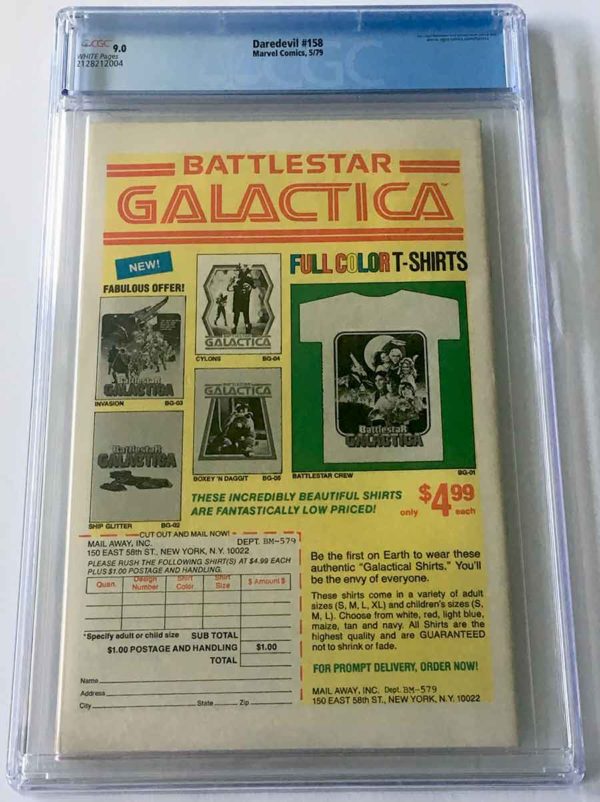 CGC 9.0
WHITE Pages
2128212004
Daredevil #158
Marvel Comics, 5/79
BATTLESTAR
GALACTICA
NEW!
FABULOUS OFFER!
FULL COLOR T-SHIRTS
GALACTICA
CYLONS BG-04
Battlestar
GALACTICA
INVASION BG-03
GALACTICA
BOXEY 'N DAGGIT BG-05
Battlestar
GALACTICA
BATTLESTAR CREW BG-01
Battlestar
GALACTICA
SHIP GLITTER BG-02
THESE INCREDIBLY BEAUTIFUL SHIRTS
ARE FANTASTICALLY LOW PRICED!
only $4.99 each
CUT OUT AND MAIL NOW!
MAIL AWAY, INC. DEPT. BM-579
150 EAST 58th ST., NEW YORK, N.Y. 10022
PLEASE RUSH THE FOLLOWING SHIRT(S) AT $4.99 EACH
PLUS $1.00 POSTAGE AND HANDLING.
Quan. Design Number Shirt Color Shirt Size $ Amount $
*Specify adult or child size SUB TOTAL
$1.00 POSTAGE AND HANDLING $1.00
TOTAL
Name
Address
City State Zip
Be the first on Earth to wear these
authentic "Galactical Shirts." You'll
be the envy of everyone.
These shirts come in a variety of adult
sizes (S, M, L, XL) and children's sizes (S,
M, L). Choose from white, red, light blue,
maize, tan and navy. All Shirts are the
highest quality and are GUARANTEED
not to shrink or fade.
FOR PROMPT DELIVERY, ORDER NOW!
MAIL AWAY, INC. Dept. BM-579
150 EAST 58th ST., NEW YORK, N.Y. 10022